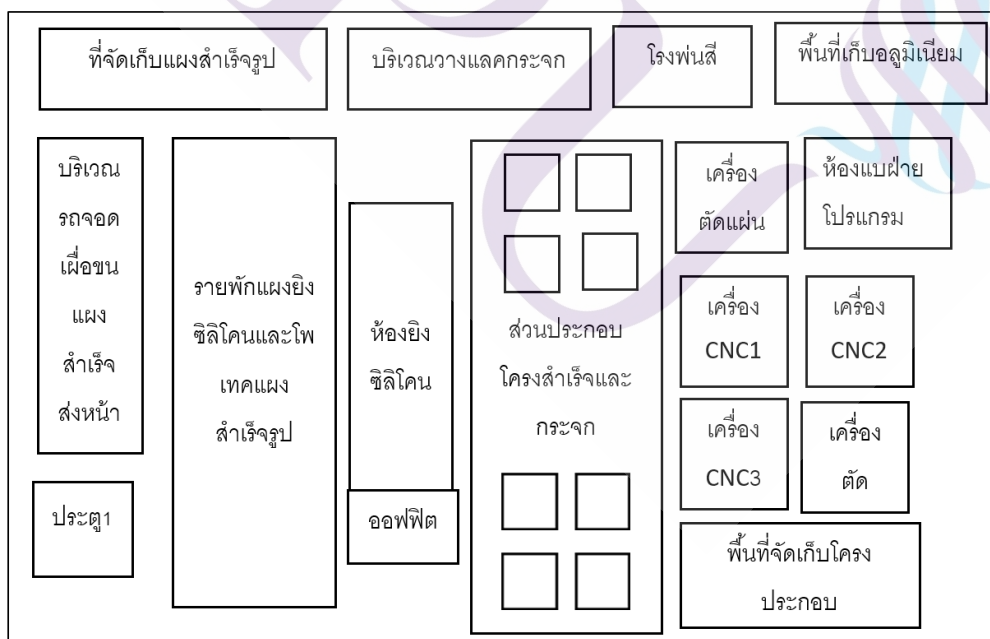 ที่จัดเก็บแผงสำเร็จรูป
บริเวณวางแลคกระจก
โรงพ่นสี
พื้นที่เก็บอลูมิเนียม
บริเวณ
รถจอด
เผื่อขน
แผง
สำเร็จ
ส่งหน้า
รายพักแผงยิง
ซิลิโคนและโพ
เทคแผง
สำเร็จรูป
ห้องยิง
ซิลิโคน
ส่วนประกอบ
โครงสำเร็จและ
กระจก
เครื่อง
ตัดแผ่น
ห้องแบฝ่าย
โปรแกรม
เครื่อง
CNC1
เครื่อง
CNC2
เครื่อง
CNC3
เครื่อง
ตัด
ประตู1
ออฟฟิต
พื้นที่จัดเก็บโครง
ประกอบ